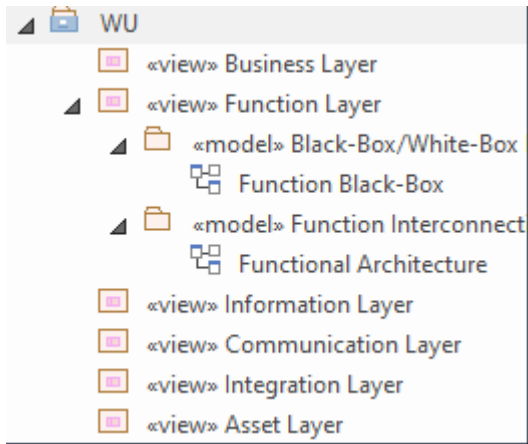 WU
«view» Business Layer
«view» Function Layer
«model» Black-Box/White-Box
Function Black-Box
«model» Function Interconnect
Functional Architecture
«view» Information Layer
«view» Communication Layer
«view» Integration Layer
«view» Asset Layer